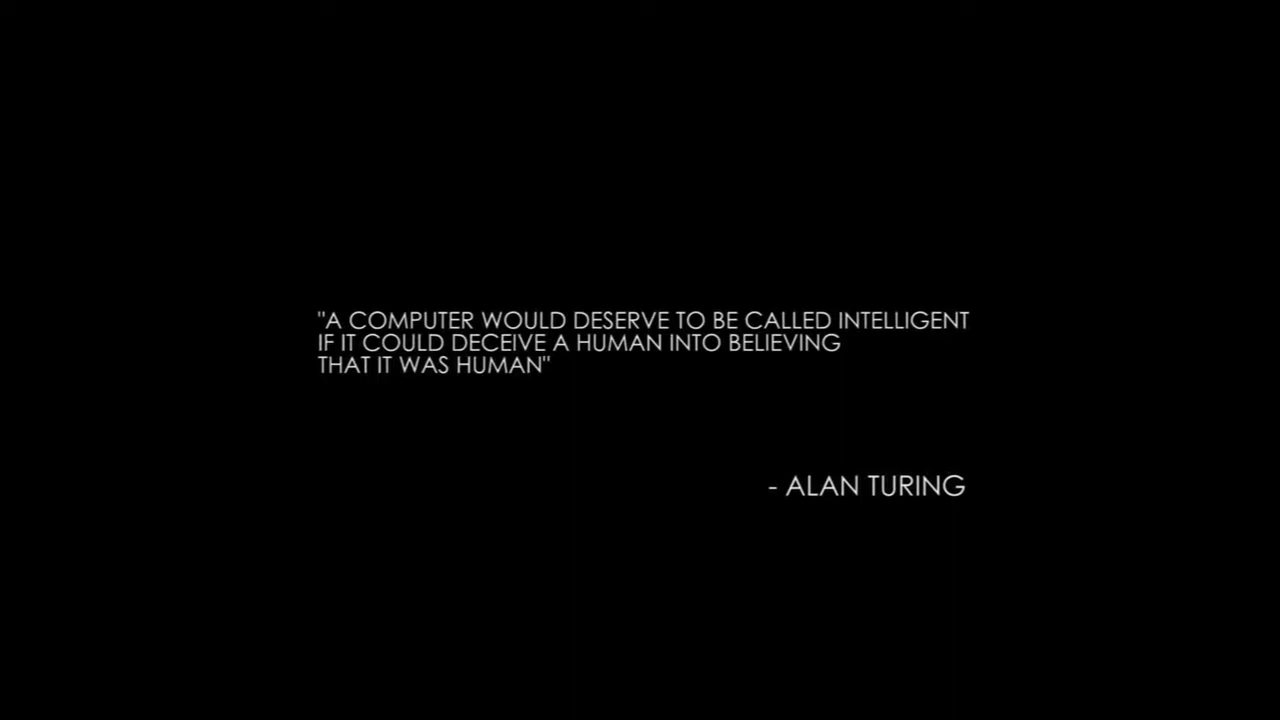 "A COMPUTER WOULD DESERVE TO BE CALLED INTELLIGENT
IF IT COULD DECEIVE A HUMAN INTO BELIEVING
THAT IT WAS HUMAN"
- ALAN TURING